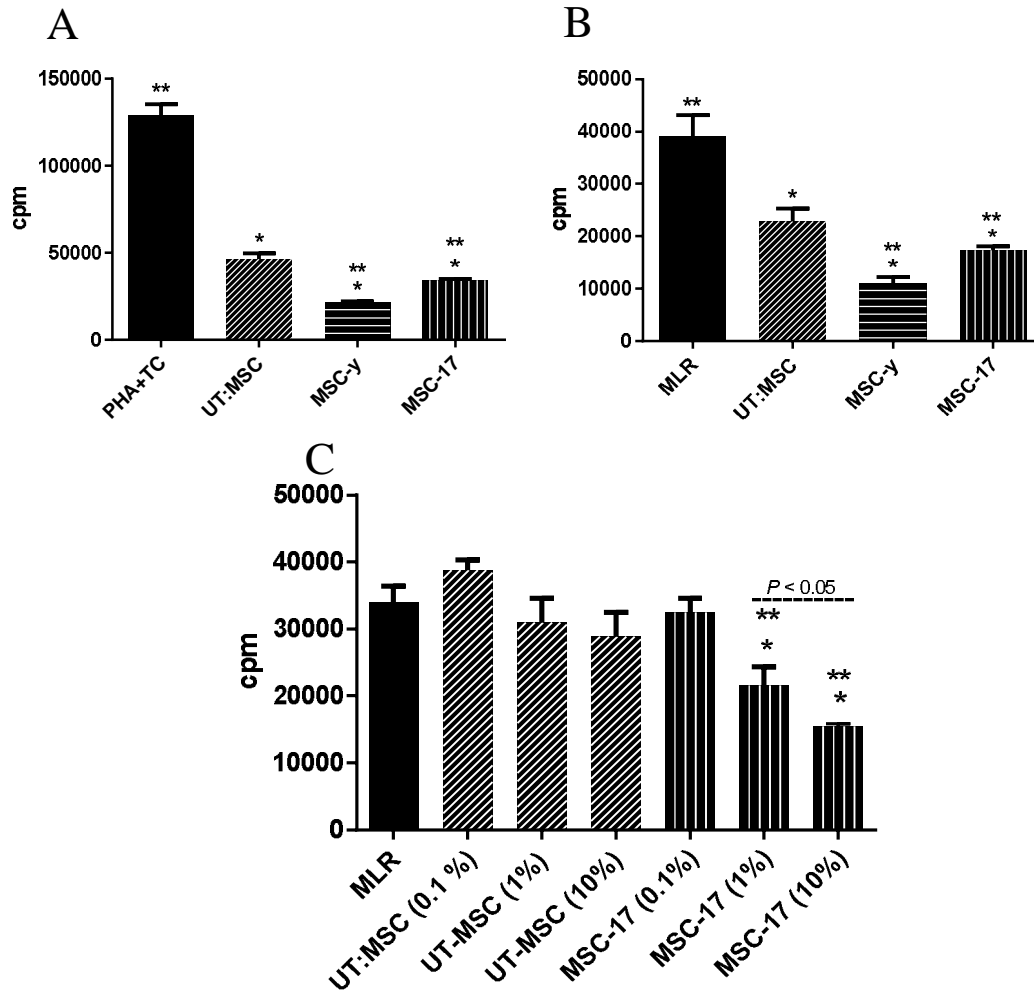 A
150000
100000
50000
0
cpm
**
*
**
*
**
*
PHA+TC
UT:MSC
MSC-y
MSC-17
B
50000
40000
30000
20000
10000
0
cpm
**
*
**
*
**
*
MLR
UT:MSC
MSC-y
MSC-17
C
50000
40000
30000
20000
10000
0
cpm
P < 0.05
**
*
**
*
MLR
UT:MSC (0.1 %)
UT-MSC (1%)
UT-MSC (10%)
MSC-17 (0.1%)
MSC-17 (1%)
MSC-17 (10%)